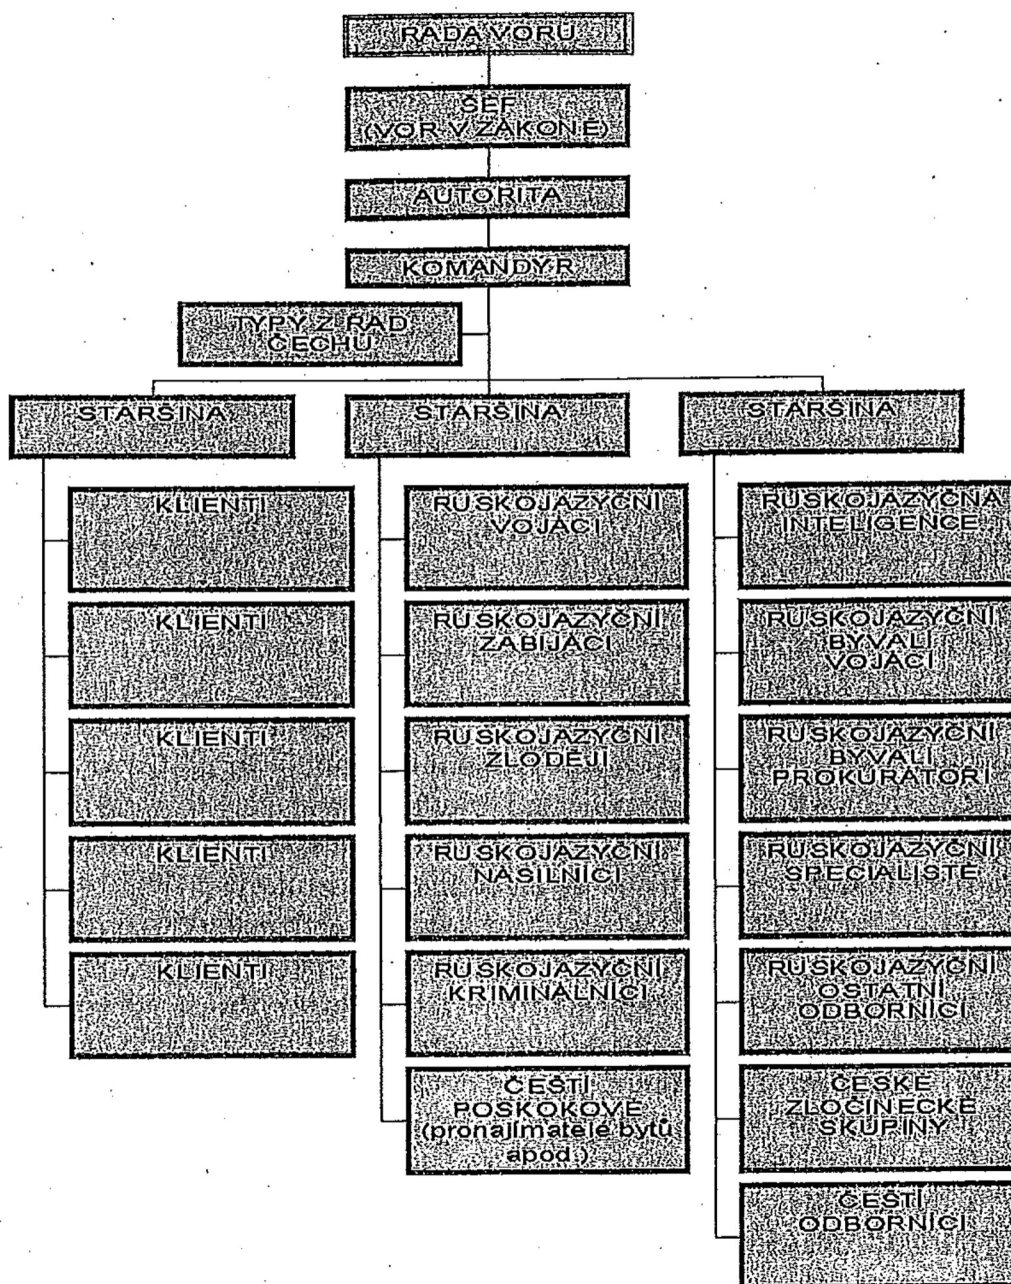 RADA VORŮ
ŠÉF
(VOR V ZÁKONĚ)
AUTORITA
KOMANDÝR
TYPY Z ŘAD
ČECHŮ
STARŠINA
STARŠINA
STARŠINA
KLIENTI
KLIENTI
KLIENTI
KLIENTI
KLIENTI
RUSKOJAZYČNÍ
VOJÁCI
RUSKOJAZYČNÍ
ZABIJÁCI
RUSKOJAZYČNÍ
ZLODĚJI
RUSKOJAZYČNÍ
NÁSILNÍCI
RUSKOJAZYČNÍ
KRIMINÁLNÍCI
ČEŠTÍ
POSKOKOVÉ
(pronajímatelé bytů
apod.)
RUSKOJAZYČNÁ
INTELIGENCE
RUSKOJAZYČNÍ
BÝVALÍ
VOJÁCI
RUSKOJAZYČNÍ
BÝVALÍ
PROKURÁTOŘI
RUSKOJAZYČNÍ
SPECIALISTÉ
RUSKOJAZYČNÍ
OSTATNÍ
ODBORNÍCI
ČESKÉ
ZLOČINECKÉ
SKUPINY
ČEŠTÍ
ODBORNÍCI